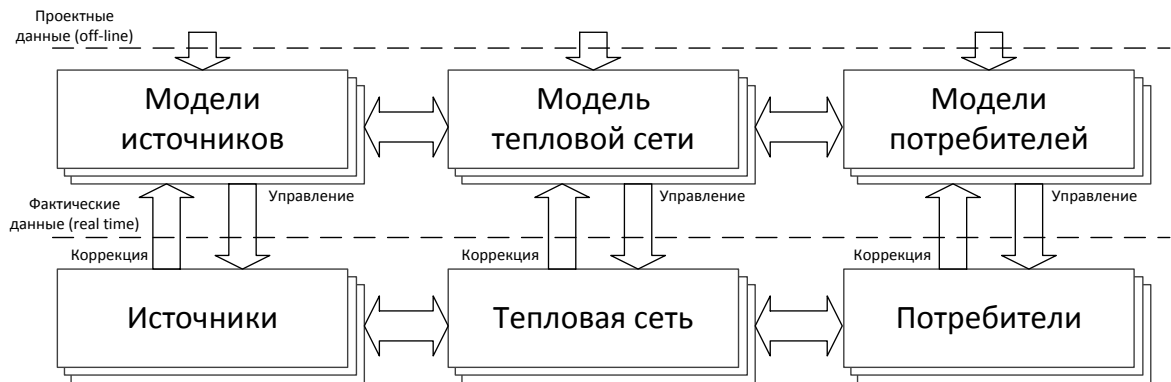 Проектные
данные (off-line)
Модели
источников
Модель
тепловой сети
Модели
потребителей
Управление
Управление
Управление
Фактические
данные (real time)
Коррекция
Коррекция
Коррекция
Источники
Тепловая сеть
Потребители